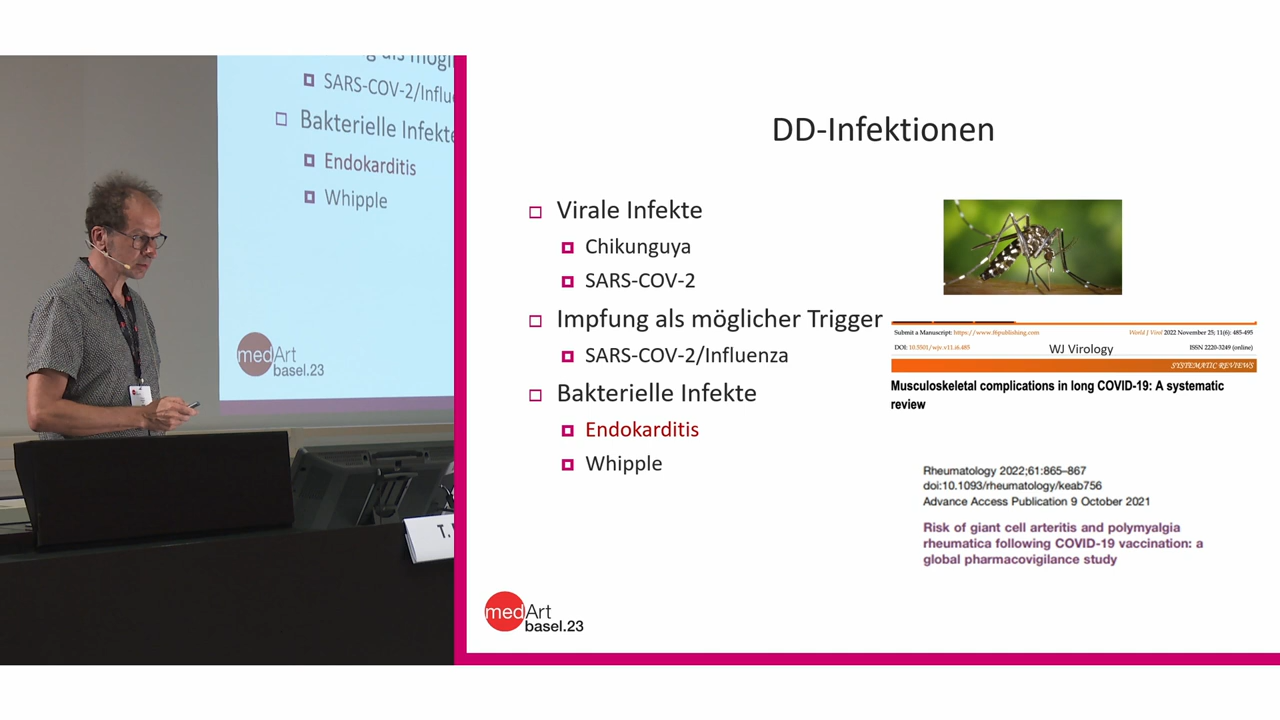 SARS-COV-2/Influ
Bakterielle Infekte
Endokarditis
Whipple
medArt
basel.23
T.
DD-Infektionen
Virale Infekte
Chikunguya
SARS-COV-2
Impfung als möglicher Trigger
SARS-COV-2/Influenza
Bakterielle Infekte
Endokarditis
Whipple
Submit a Manuscript: https://www.f6publishing.com
World J Virol 2022 November 25; 11(6): 485-495
DOI: 10.5501/wjv.v11.i6.485
WJ Virology
ISSN 2220-3249 (online)
SYSTEMATIC REVIEWS
Musculoskeletal complications in long COVID-19: A systematic
review
Rheumatology 2022;61:865–867
doi:10.1093/rheumatology/keab756
Advance Access Publication 9 October 2021
Risk of giant cell arteritis and polymyalgia
rheumatica following COVID-19 vaccination: a
global pharmacovigilance study
medArt
basel.23